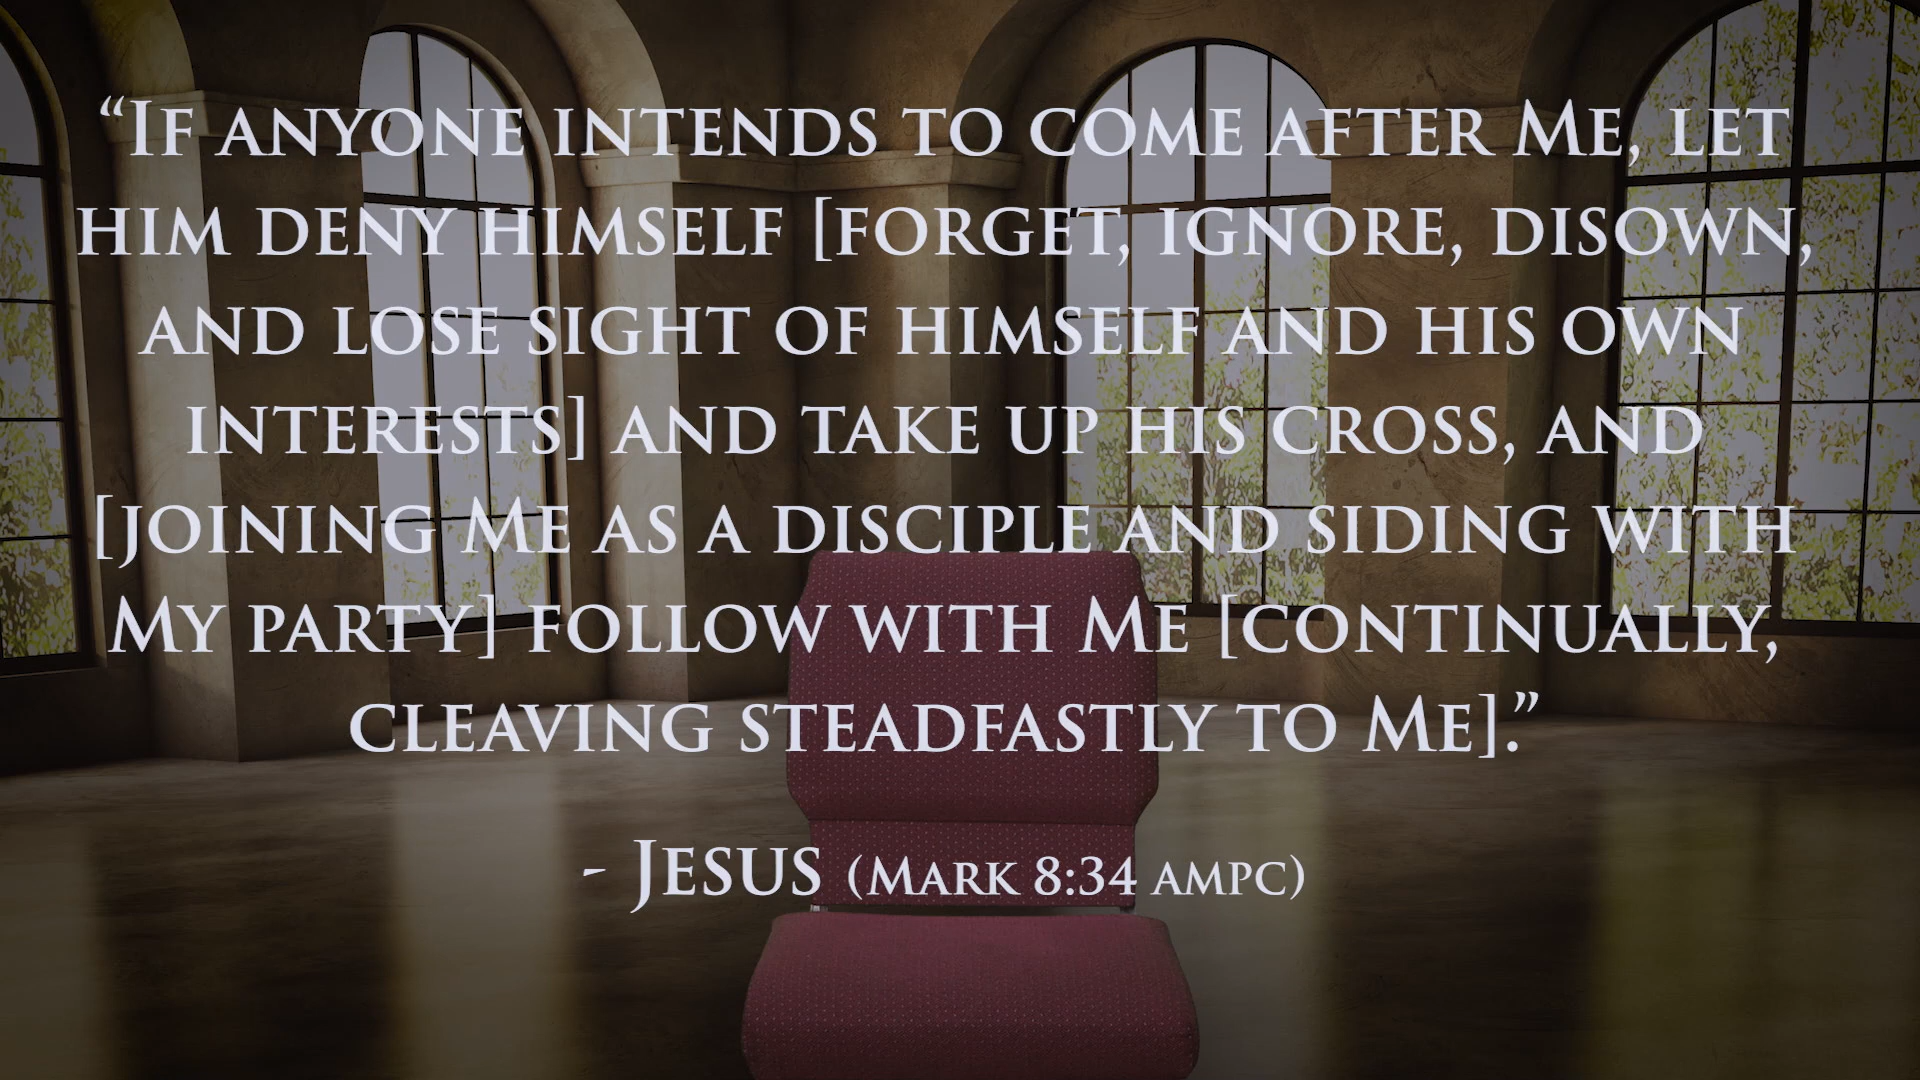 “If anyone intends to come after Me, let
him deny himself [forget, ignore, disown,
and lose sight of himself and his own
interests] and take up his cross, and
[joining Me as a disciple and siding with
My party] follow with Me [continually,
cleaving steadfastly to Me].”
- Jesus (Mark 8:34 AMPC)